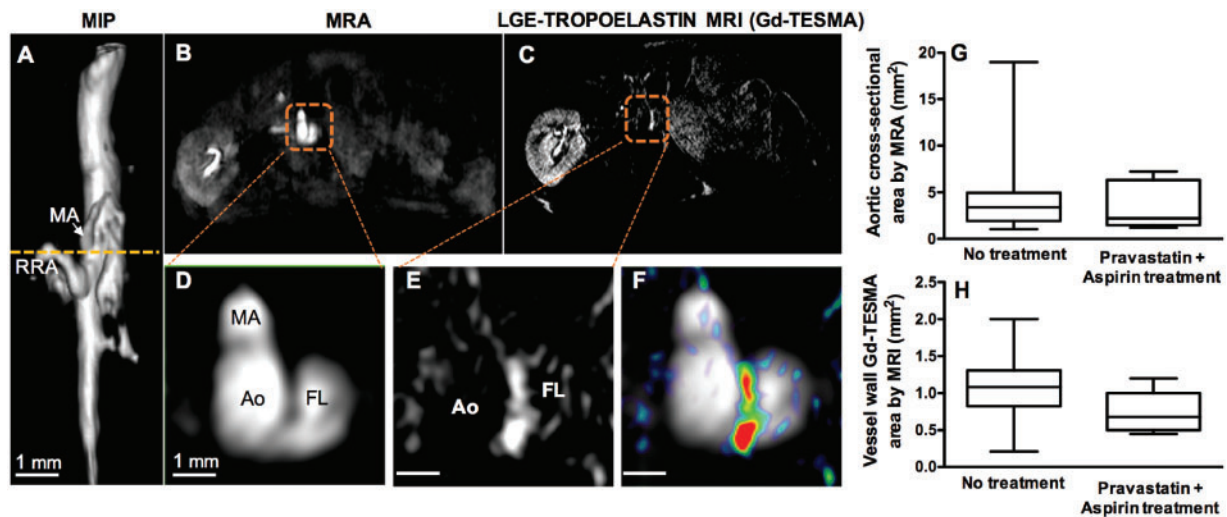 MIP
MRA
LGE-TROPOELASTIN MRI (Gd-TESMA)
A
MA
RRA
1 mm
B
C
D
MA
Ao
FL
1 mm
E
Ao
FL
F
G
Aortic cross-sectional
area by MRA (mm²)
20
15
10
5
0
No treatment
Pravastatin +
Aspirin treatment
H
Vessel wall Gd-TESMA
area by MRI (mm²)
2.5
2.0
1.5
1.0
0.5
0.0
No treatment
Pravastatin +
Aspirin treatment